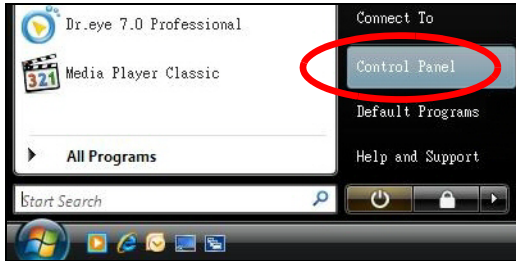 Dr.eye 7.0 Professional
321
Media Player Classic
All Programs
Start Search
Connect To
Control Panel
Default Programs
Help and Support